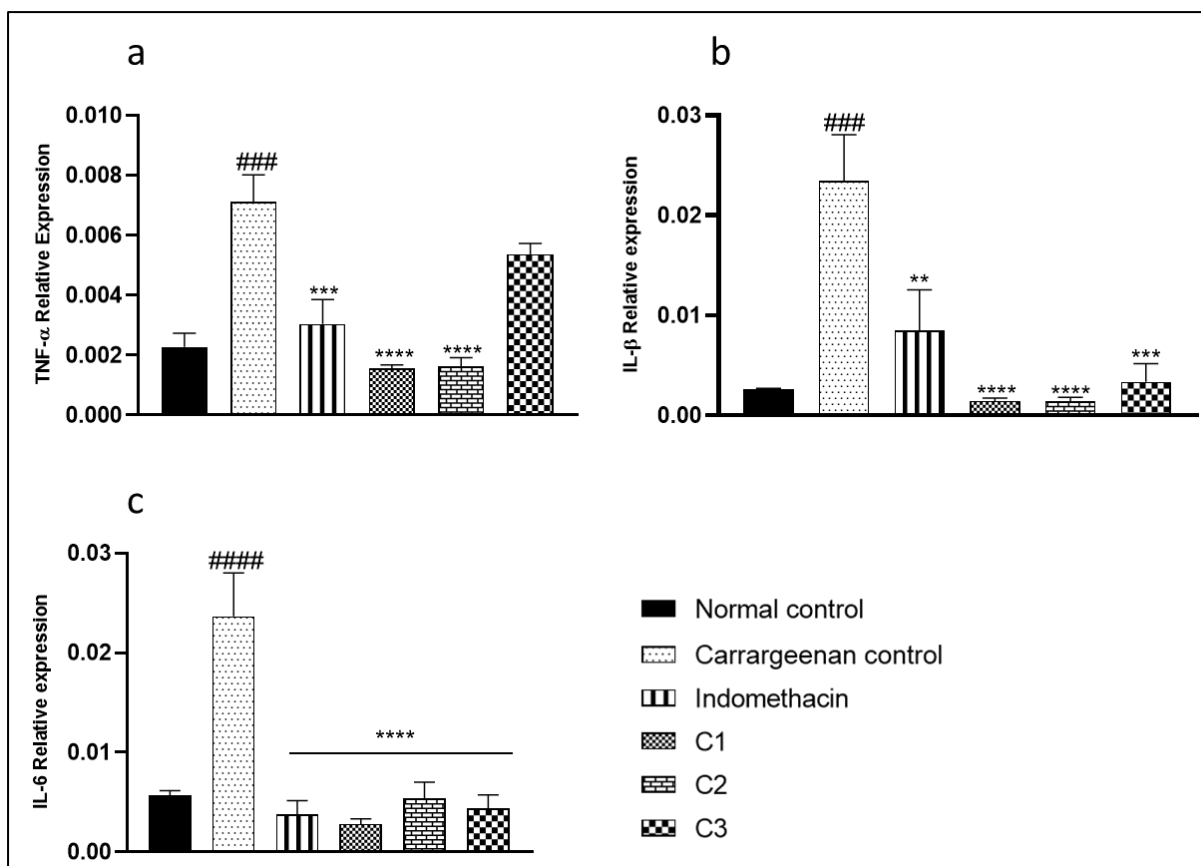 a
TNF-α Relative Expression
0.010
0.008
0.006
0.004
0.002
0.000
###
***
****
****
b
IL-β Relative expression
0.03
0.02
0.01
0.00
###
**
****
****
***
c
IL-6 Relative expression
0.03
0.02
0.01
0.00
####
****
Normal control
Carrargeenan control
Indomethacin
C1
C2
C3